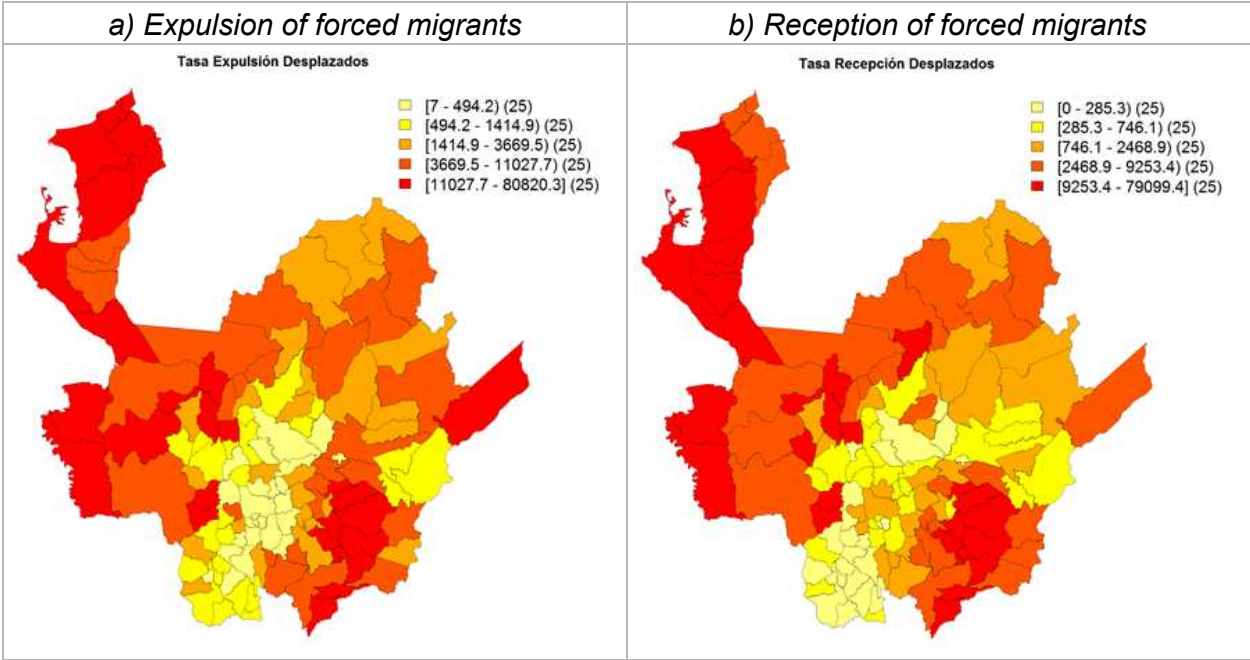 a) Expulsion of forced migrants
b) Reception of forced migrants
Tasa Expulsión Desplazados
[7 - 494.2) (25)
[494.2 - 1414.9) (25)
[1414.9 - 3669.5) (25)
[3669.5 - 11027.7) (25)
[11027.7 - 80820.3] (25)
Tasa Recepción Desplazados
[0 - 285.3) (25)
[285.3 - 746.1) (25)
[746.1 - 2468.9) (25)
[2468.9 - 9253.4) (25)
[9253.4 - 79099.4] (25)